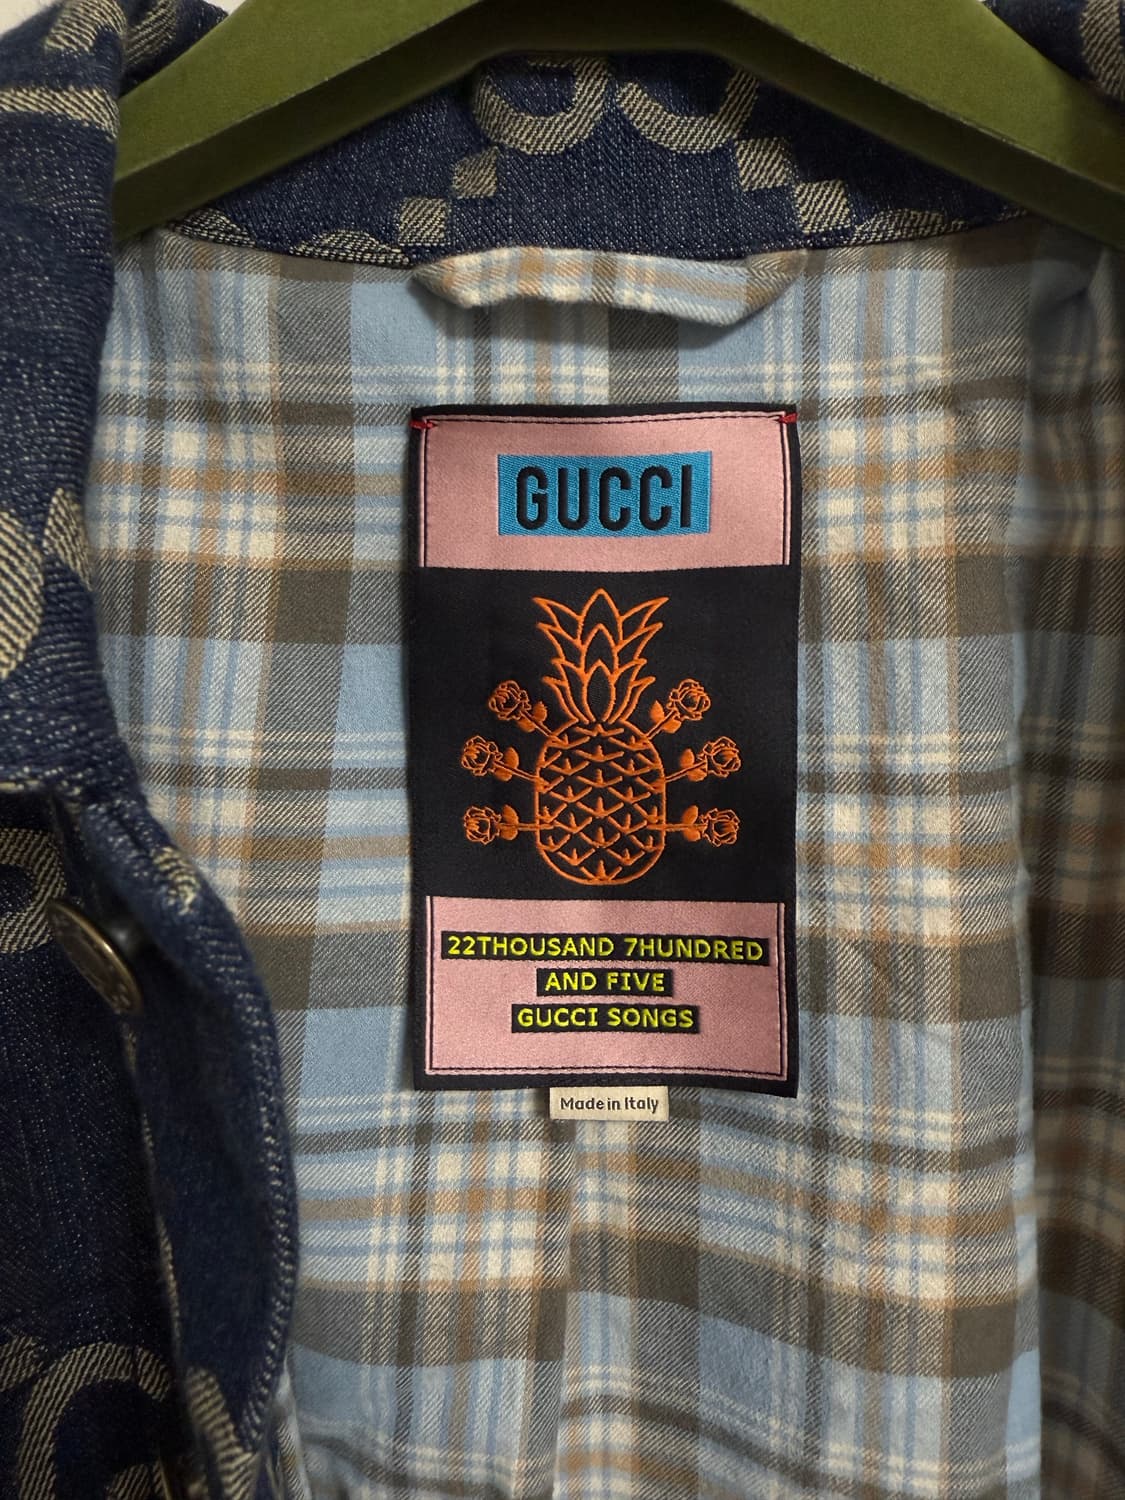 GUCCI
22THOUSAND 7HUNDRED
AND FIVE
GUCCI SONGS
Made in Italy